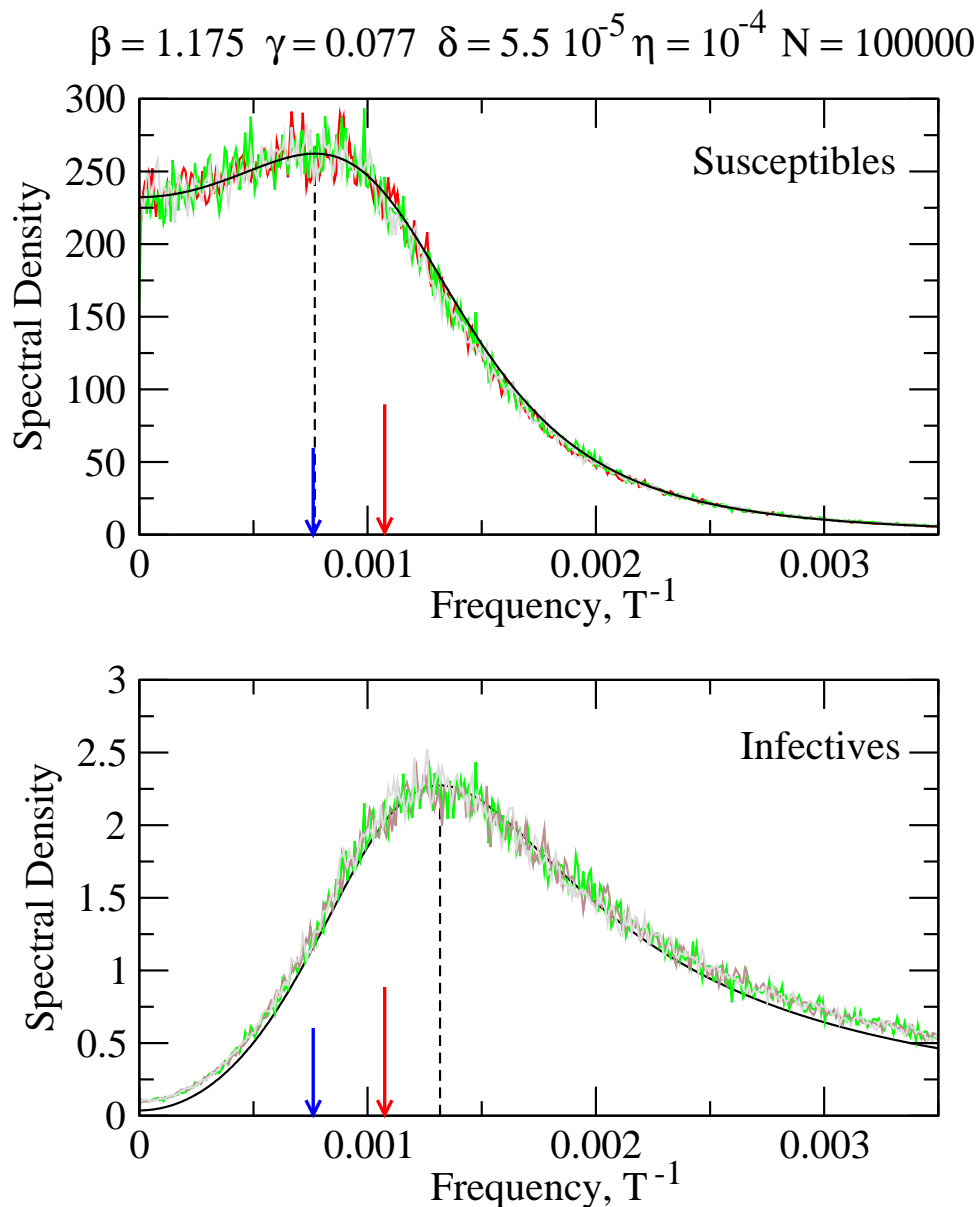 β = 1.175 γ = 0.077 δ = 5.5 10⁻⁵ η = 10⁻⁴ N = 100000
300
250
200
150
100
50
0
Spectral Density
Susceptibles
0 0.001 0.002 0.003
Frequency, T⁻¹
3
2.5
2
1.5
1
0.5
0
Spectral Density
Infectives
0 0.001 0.002 0.003
Frequency, T⁻¹